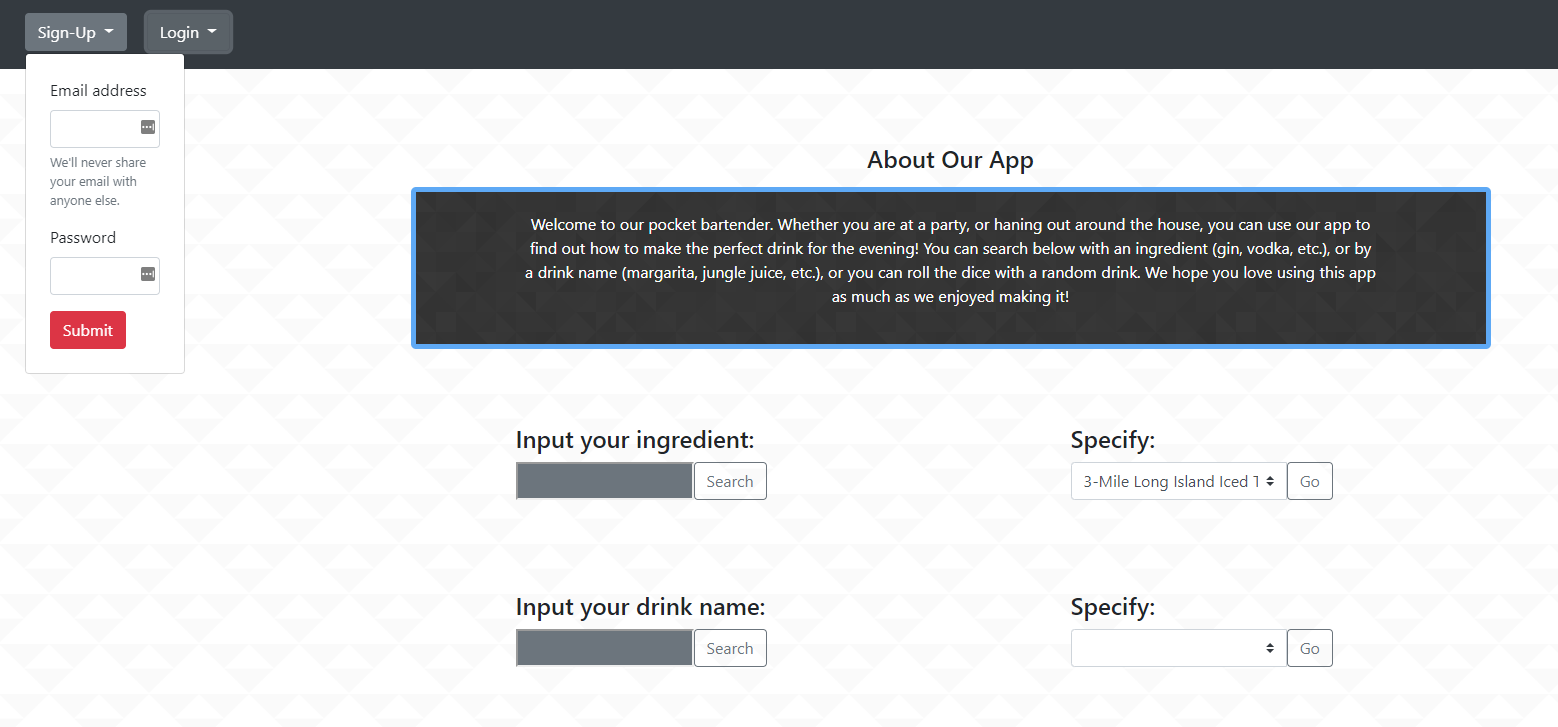 Sign-Up
Login
Email address
We'll never share
your email with
anyone else.
Password
Submit
About Our App
Welcome to our pocket bartender. Whether you are at a party, or haning out around the house, you can use our app to
find out how to make the perfect drink for the evening! You can search below with an ingredient (gin, vodka, etc.), or by
a drink name (margarita, jungle juice, etc.), or you can roll the dice with a random drink. We hope you love using this app
as much as we enjoyed making it!
Input your ingredient:
Search
Specify:
3-Mile Long Island Iced T
Go
Input your drink name:
Search
Specify:
Go